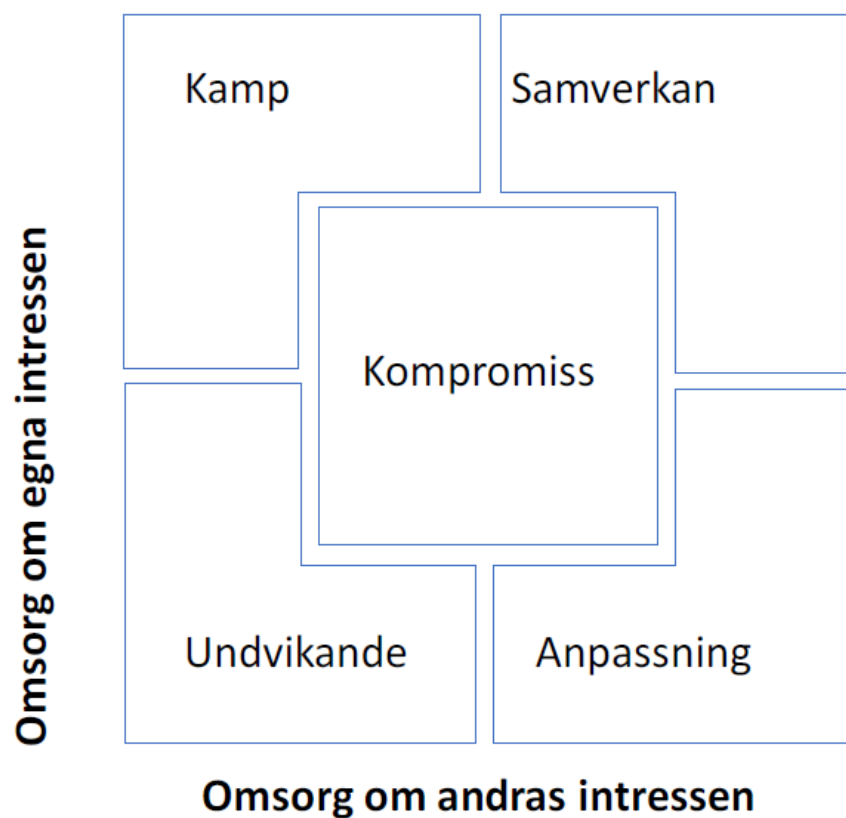 Kamp
Samverkan
Omsorg om egna intressen
Kompromiss
Undvikande
Anpassning
Omsorg om andras intressen